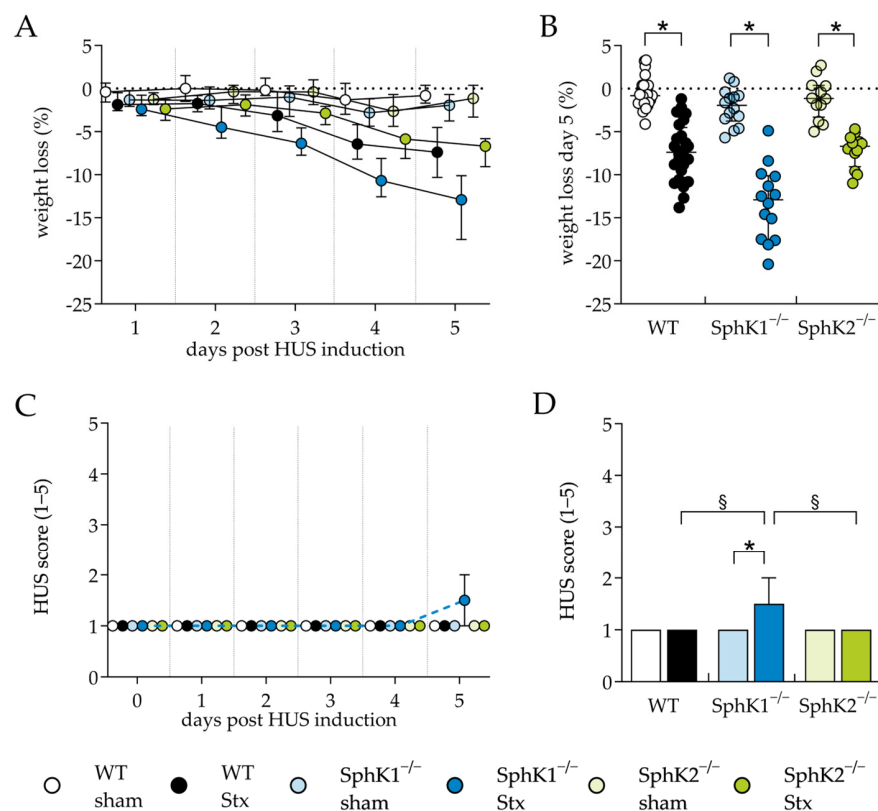 A
B
5
0
-5
-10
-15
-20
-25
weight loss (%)
1 2 3 4 5
days post HUS induction
5
0
-5
-10
-15
-20
-25
weight loss day 5 (%)
* * *
WT SphK1−/− SphK2−/−
C
D
5
4
3
2
1
0
HUS score (1–5)
0 1 2 3 4 5
days post HUS induction
5
4
3
2
1
0
HUS score (1–5)
§ §
*
WT SphK1−/− SphK2−/−
WT WT SphK1−/− SphK1−/− SphK2−/− SphK2−/−
sham Stx sham Stx sham Stx